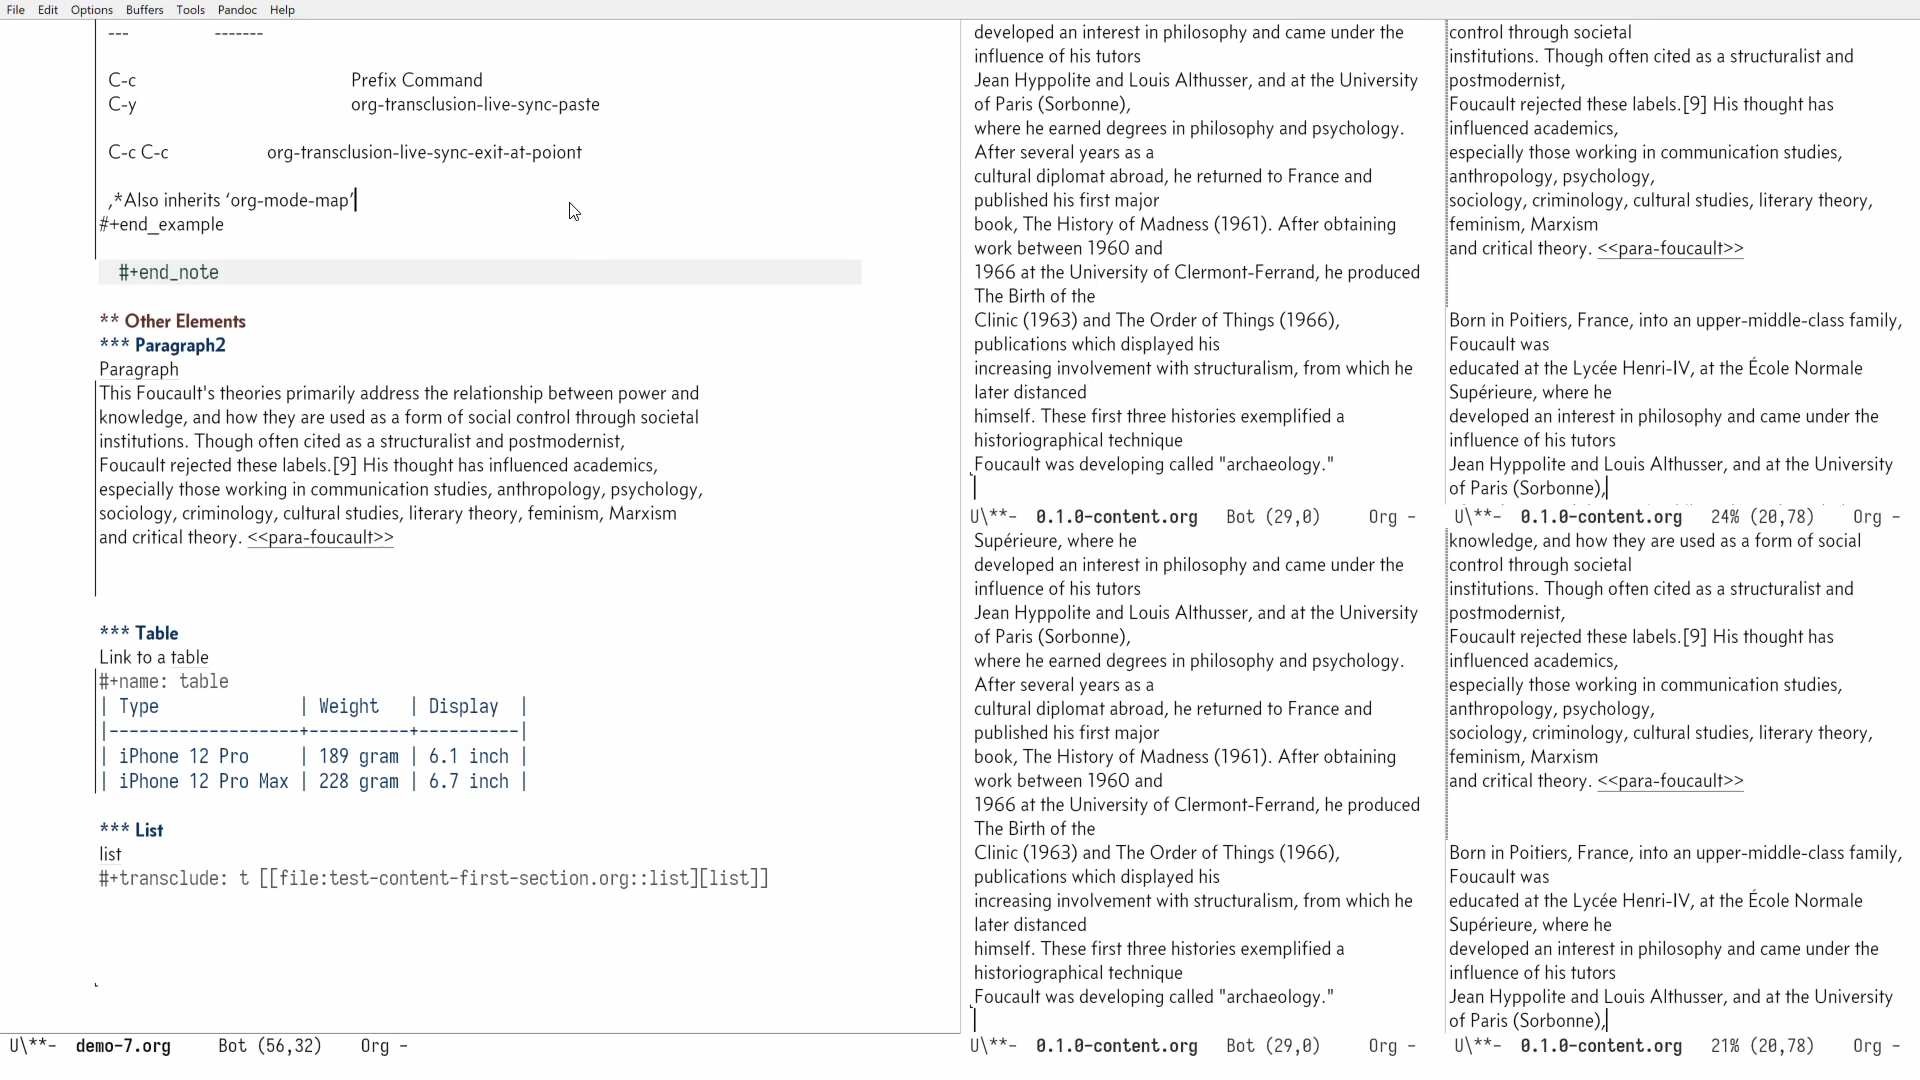 File Edit Options Buffers Tools Pandoc Help
--- -------
C-c Prefix Command
C-y org-transclusion-live-sync-paste
C-c C-c org-transclusion-live-sync-exit-at-poiont
,*Also inherits ‘org-mode-map’
#+end_example
#+end_note
** Other Elements
*** Paragraph2
Paragraph
This Foucault's theories primarily address the relationship between power and
knowledge, and how they are used as a form of social control through societal
institutions. Though often cited as a structuralist and postmodernist,
Foucault rejected these labels.[9] His thought has influenced academics,
especially those working in communication studies, anthropology, psychology,
sociology, criminology, cultural studies, literary theory, feminism, Marxism
and critical theory. <<para-foucault>>
*** Table
Link to a table
#+name: table
| Type | Weight | Display |
|-------------------+----------+----------|
| iPhone 12 Pro | 189 gram | 6.1 inch |
| iPhone 12 Pro Max | 228 gram | 6.7 inch |
*** List
list
#+transclude: t [[file:test-content-first-section.org::list][list]]
U\**- demo-7.org Bot (56,32) Org -
developed an interest in philosophy and came under the
influence of his tutors
Jean Hyppolite and Louis Althusser, and at the University
of Paris (Sorbonne),
where he earned degrees in philosophy and psychology.
After several years as a
cultural diplomat abroad, he returned to France and
published his first major
book, The History of Madness (1961). After obtaining
work between 1960 and
1966 at the University of Clermont-Ferrand, he produced
The Birth of the
Clinic (1963) and The Order of Things (1966),
publications which displayed his
increasing involvement with structuralism, from which he
later distanced
himself. These first three histories exemplified a
historiographical technique
Foucault was developing called "archaeology."
U\**- 0.1.0-content.org Bot (29,0) Org -
control through societal
institutions. Though often cited as a structuralist and
postmodernist,
Foucault rejected these labels.[9] His thought has
influenced academics,
especially those working in communication studies,
anthropology, psychology,
sociology, criminology, cultural studies, literary theory,
feminism, Marxism
and critical theory. <<para-foucault>>
Born in Poitiers, France, into an upper-middle-class family,
Foucault was
educated at the Lycée Henri-IV, at the École Normale
Supérieure, where he
developed an interest in philosophy and came under the
influence of his tutors
Jean Hyppolite and Louis Althusser, and at the University
of Paris (Sorbonne),
U\**- 0.1.0-content.org 24% (20,78) Org -
Supérieure, where he
developed an interest in philosophy and came under the
influence of his tutors
Jean Hyppolite and Louis Althusser, and at the University
of Paris (Sorbonne),
where he earned degrees in philosophy and psychology.
After several years as a
cultural diplomat abroad, he returned to France and
published his first major
book, The History of Madness (1961). After obtaining
work between 1960 and
1966 at the University of Clermont-Ferrand, he produced
The Birth of the
Clinic (1963) and The Order of Things (1966),
publications which displayed his
increasing involvement with structuralism, from which he
later distanced
himself. These first three histories exemplified a
historiographical technique
Foucault was developing called "archaeology."
U\**- 0.1.0-content.org Bot (29,0) Org -
knowledge, and how they are used as a form of social
control through societal
institutions. Though often cited as a structuralist and
postmodernist,
Foucault rejected these labels.[9] His thought has
influenced academics,
especially those working in communication studies,
anthropology, psychology,
sociology, criminology, cultural studies, literary theory,
feminism, Marxism
and critical theory. <<para-foucault>>
Born in Poitiers, France, into an upper-middle-class family,
Foucault was
educated at the Lycée Henri-IV, at the École Normale
Supérieure, where he
developed an interest in philosophy and came under the
influence of his tutors
Jean Hyppolite and Louis Althusser, and at the University
of Paris (Sorbonne),
U\**- 0.1.0-content.org 21% (20,78) Org -